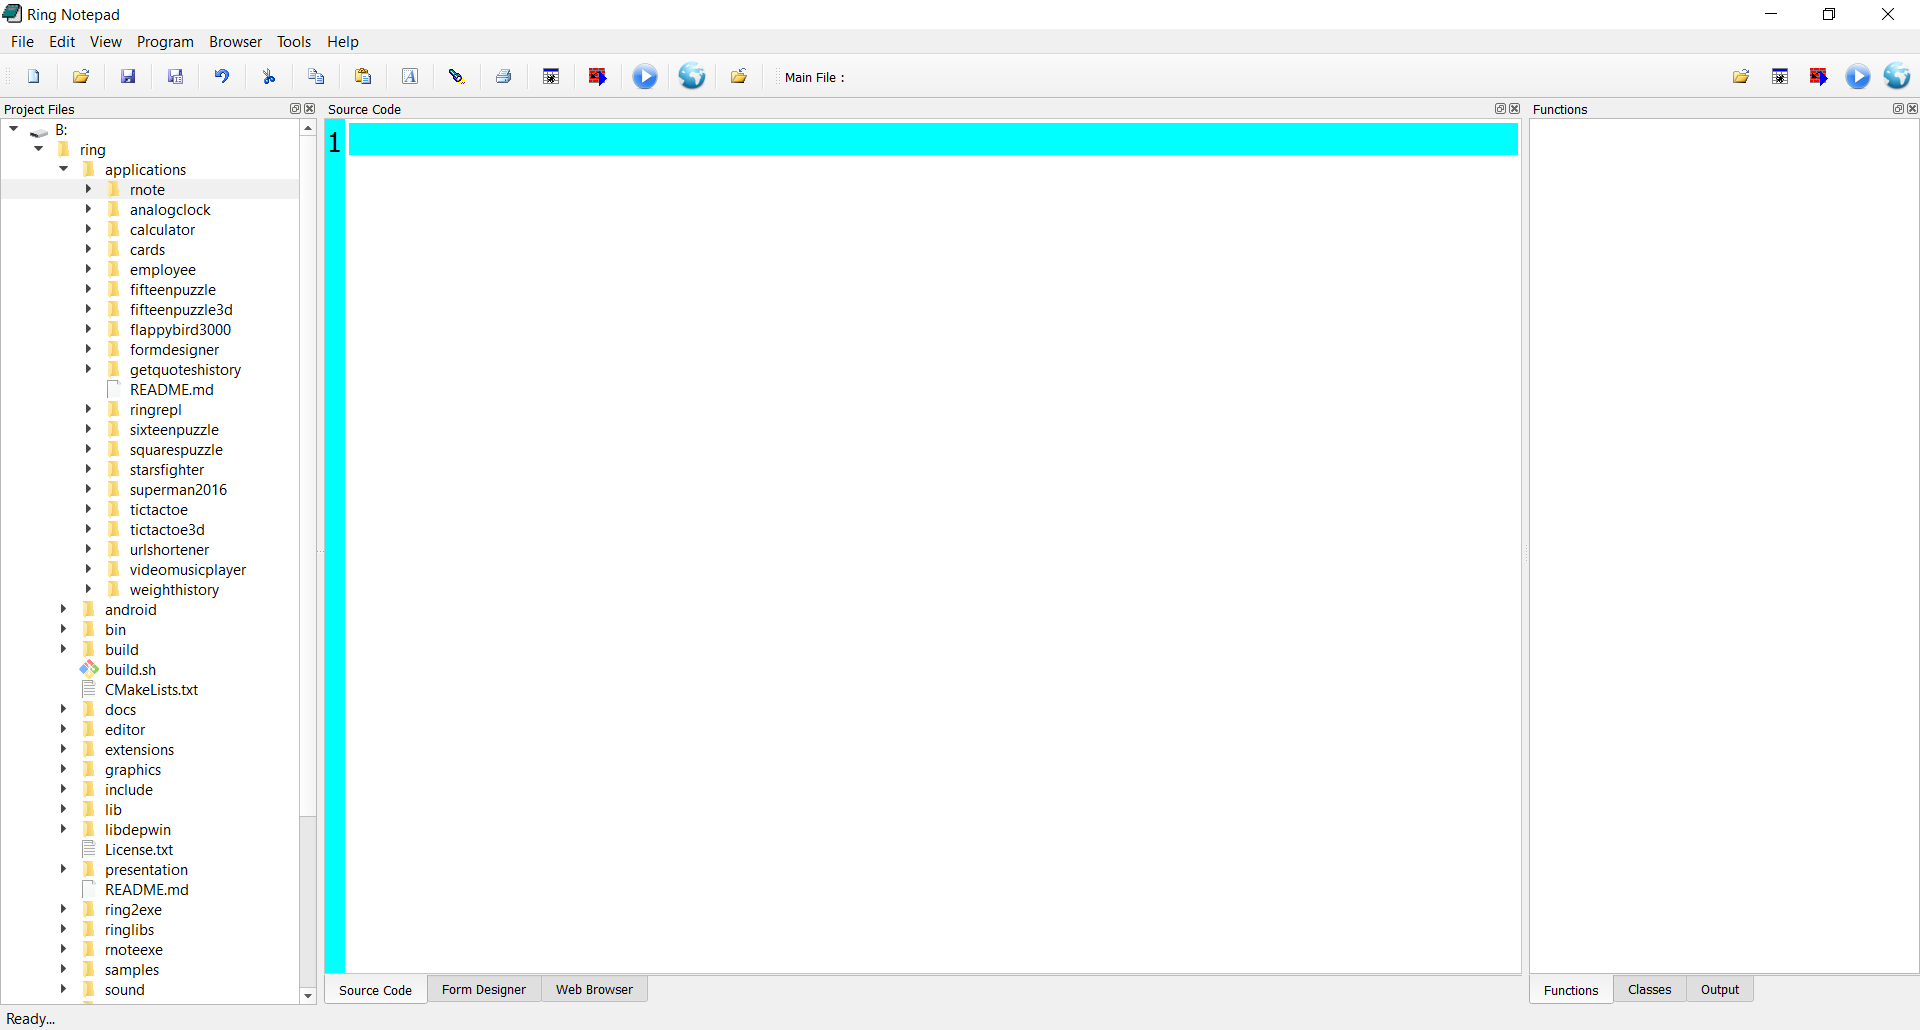 Ring Notepad
File Edit View Program Browser Tools Help
Main File :
Project Files
B:
ring
applications
rnote
analogclock
calculator
cards
employee
fifteenpuzzle
fifteenpuzzle3d
flappybird3000
formdesigner
getquoteshistory
README.md
ringrepl
sixteenpuzzle
squarespuzzle
starsfighter
superman2016
tictactoe
tictactoe3d
urlshortener
videomusicplayer
weighthistory
android
bin
build
build.sh
CMakeLists.txt
docs
editor
extensions
graphics
include
lib
libdepwin
License.txt
presentation
README.md
ring2exe
ringlibs
rnoteexe
samples
sound
Source Code
1
Source Code Form Designer Web Browser
Functions
Functions Classes Output
Ready...